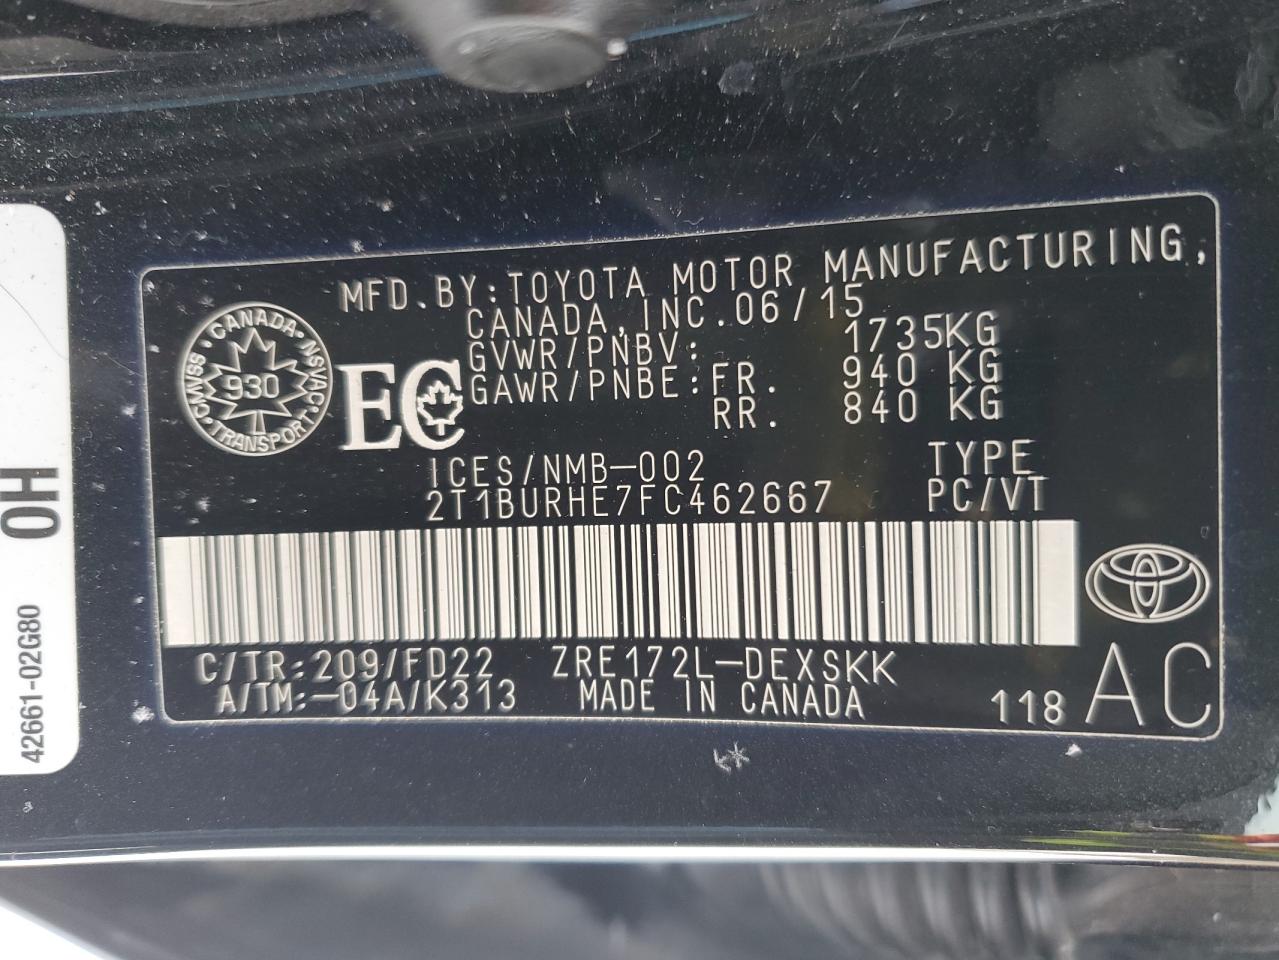 MFD.BY:TOYOTA MOTOR MANUFACTURING,
CANADA,INC.06/15
GVWR/PNBV: 1735KG
GAWR/PNBE:FR. 940 KG
RR. 840 KG
CANADA · NSVAC · TRANSPORT · CMVSS ·
930
EC
ICES/NMB-002 TYPE
2T1BURHE7FC462667 PC/VT
C/TR:209/FD22 ZRE172L-DEXSKK
A/TM:-04A/K313 MADE IN CANADA 118 AC
0H
42661-02G80